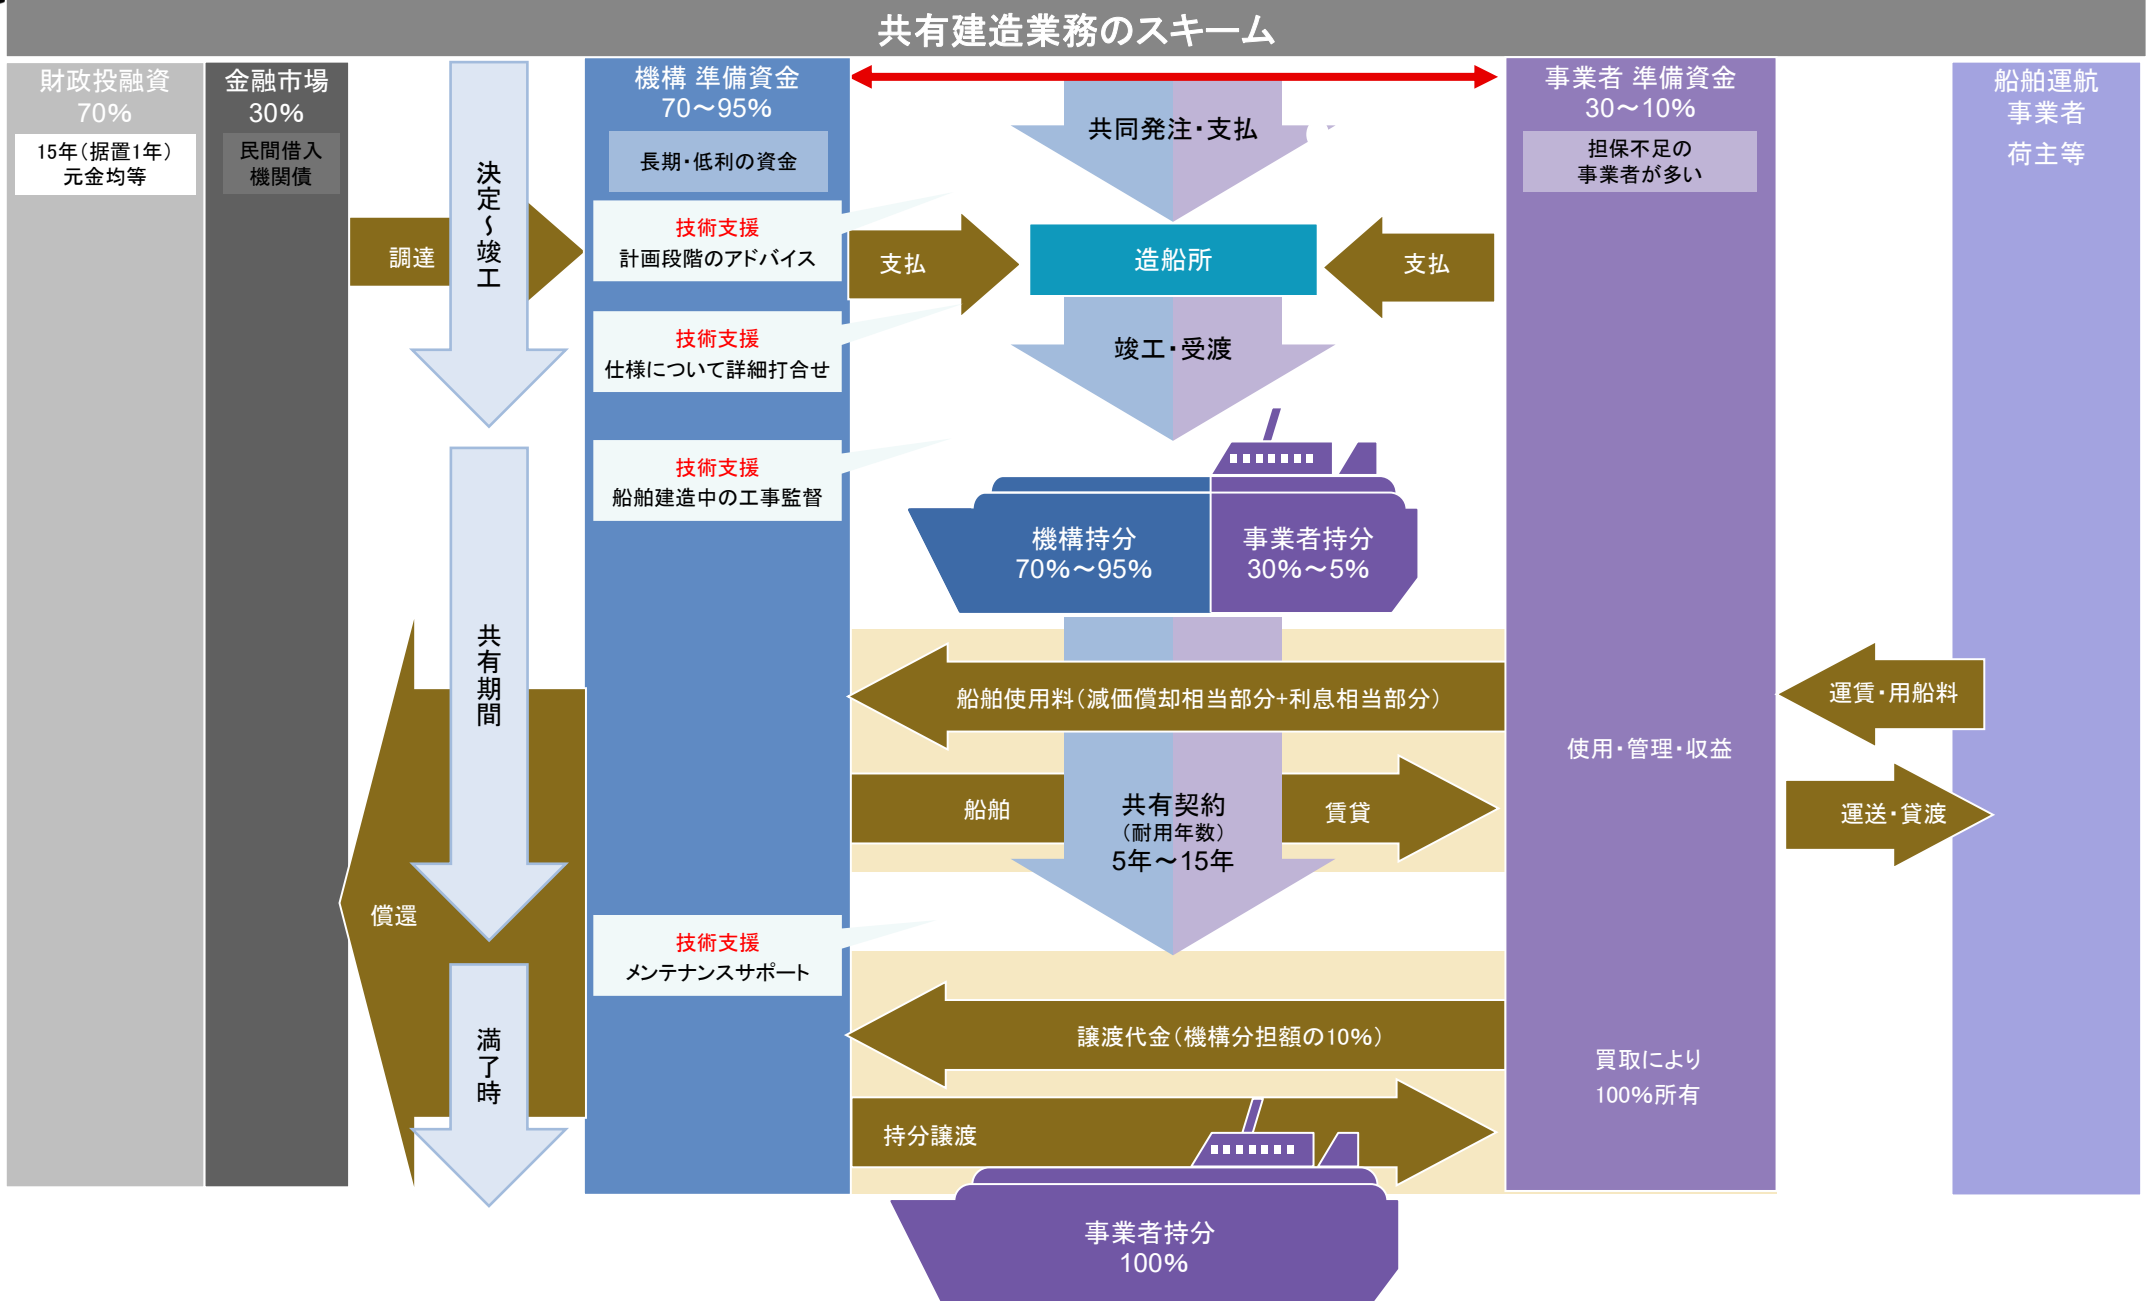 共有建造業務のスキーム
財政投融資
70%
15年（据置1年）
元金均等
金融市場
30%
民間借入
機関債
決定～竣工
機構 準備資金
70～95%
長期・低利の資金
共同発注・支払
事業者 準備資金
30～10%
担保不足の
事業者が多い
船舶運航
事業者
荷主等
調達
技術支援
計画段階のアドバイス
支払
造船所
支払
技術支援
仕様について詳細打合せ
竣工・受渡
技術支援
船舶建造中の工事監督
機構持分
70%～95%
事業者持分
30%～5%
共有期間
船舶使用料（減価償却相当部分+利息相当部分）
運賃・用船料
使用・管理・収益
船舶
共有契約
（耐用年数）
5年～15年
賃貸
運送・貸渡
償還
技術支援
メンテナンスサポート
満了時
譲渡代金（機構分担額の10%）
買取により
100%所有
持分譲渡
事業者持分
100%